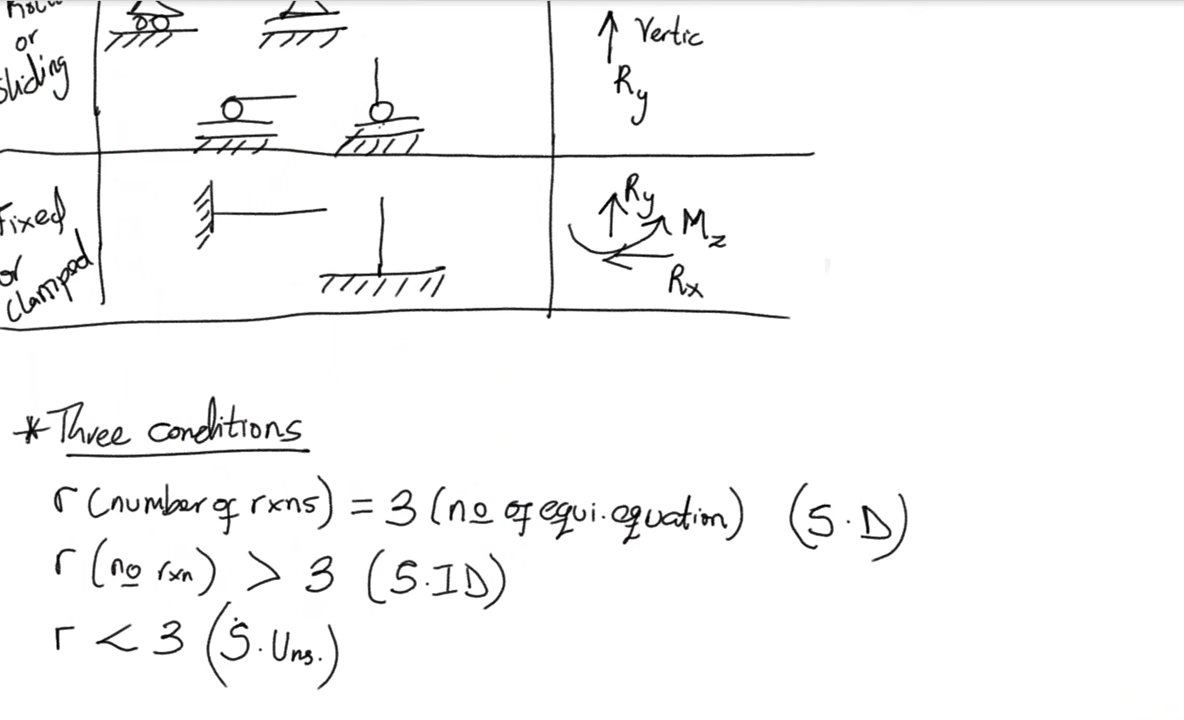 or
Sliding
↑ Vertic
Ry
Fixed
or
Clamped
Ry
Mz
Rx
* Three conditions
r (number of rxns) = 3 (no of equi. equation) (S.D)
r (no rxn) > 3 (S.ID)
r < 3 (S. Uns.)